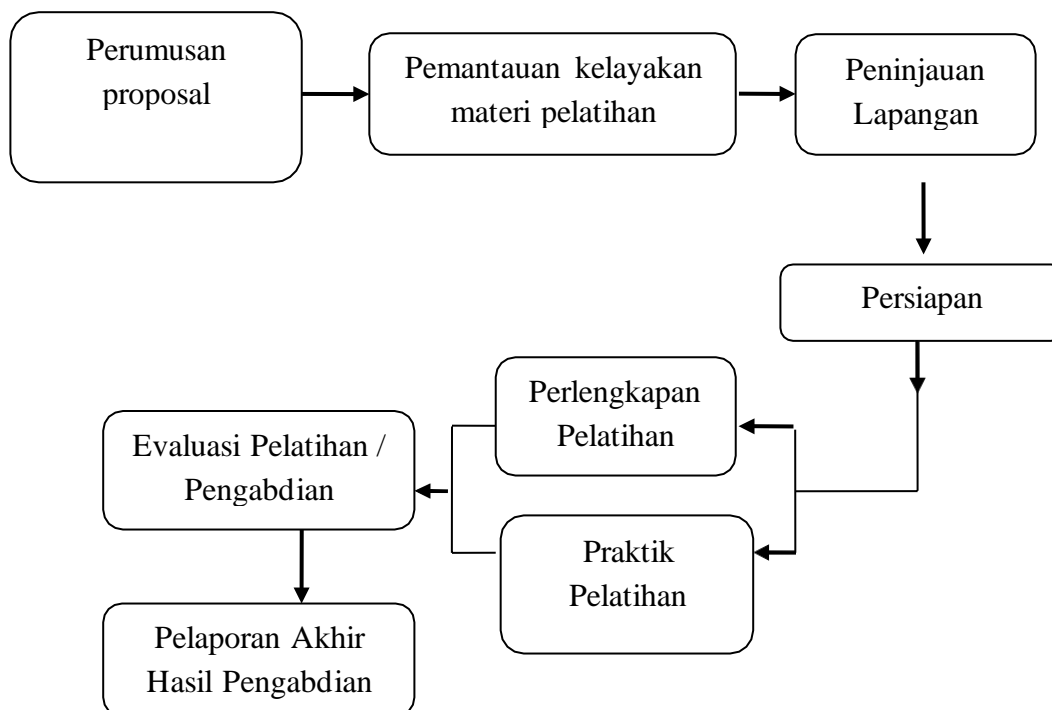 Perumusan
proposal
Pemantauan kelayakan
materi pelatihan
Peninjauan
Lapangan
Persiapan
Perlengkapan
Pelatihan
Praktik
Pelatihan
Evaluasi Pelatihan /
Pengabdian
Pelaporan Akhir
Hasil Pengabdian